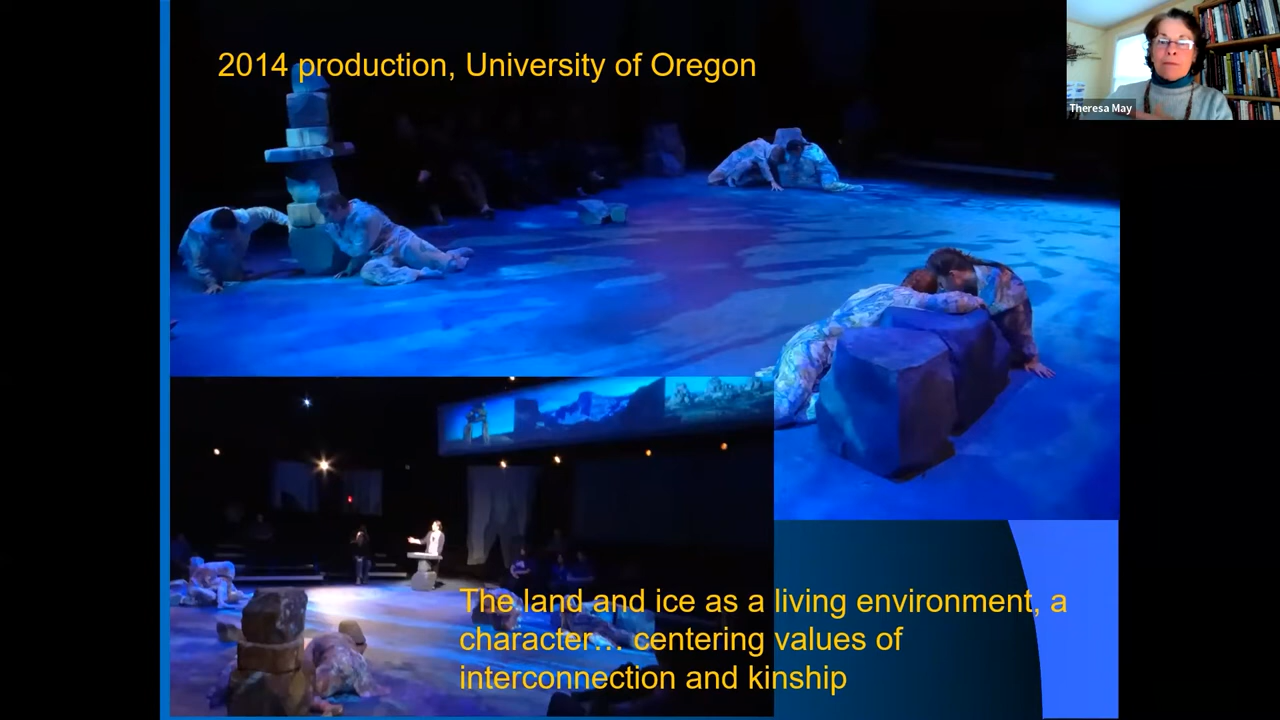 2014 production, University of Oregon
Theresa May
The land and ice as a living environment, a
character… centering values of
interconnection and kinship